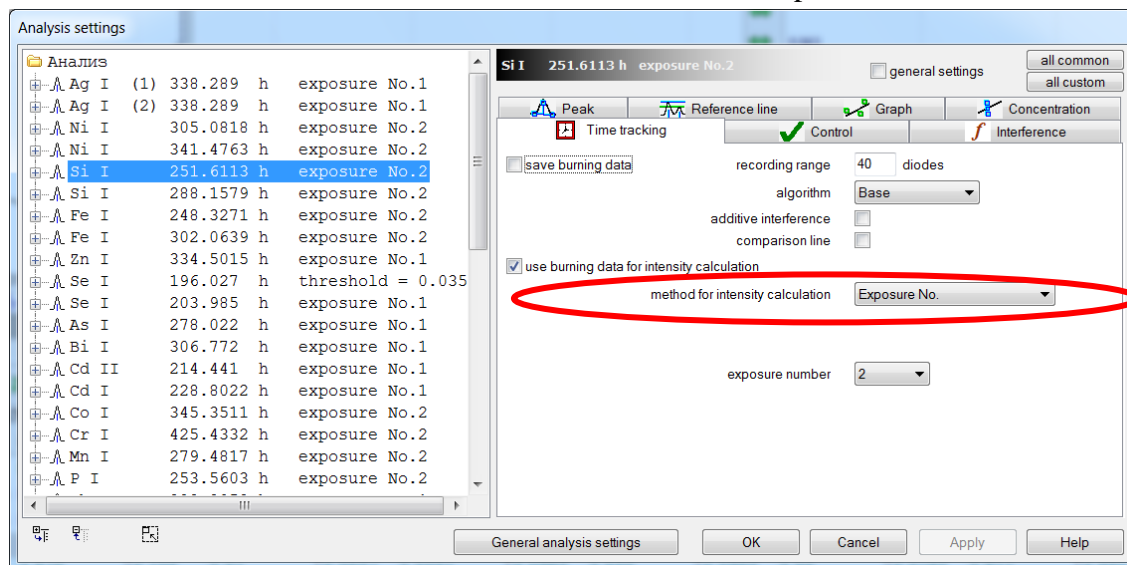 Analysis settings
Анализ
Ag I (1) 338.289 h exposure No.1
Ag I (2) 338.289 h exposure No.1
Ni I 305.0818 h exposure No.2
Ni I 341.4763 h exposure No.2
Si I 251.6113 h exposure No.2
Si I 288.1579 h exposure No.2
Fe I 248.3271 h exposure No.2
Fe I 302.0639 h exposure No.2
Zn I 334.5015 h exposure No.1
Se I 196.027 h threshold = 0.035
Se I 203.985 h exposure No.1
As I 278.022 h exposure No.1
Bi I 306.772 h exposure No.1
Cd II 214.441 h exposure No.1
Cd I 228.8022 h exposure No.1
Co I 345.3511 h exposure No.2
Cr I 425.4332 h exposure No.2
Mn I 279.4817 h exposure No.2
P I 253.5603 h exposure No.2
Si I 251.6113 h exposure No.2
general settings
all common
all custom
Peak Reference line Graph Concentration
Time tracking Control Interference
save burning data
recording range 40 diodes
algorithm Base
additive interference
comparison line
use burning data for intensity calculation
method for intensity calculation Exposure No.
exposure number 2
General analysis settings OK Cancel Apply Help